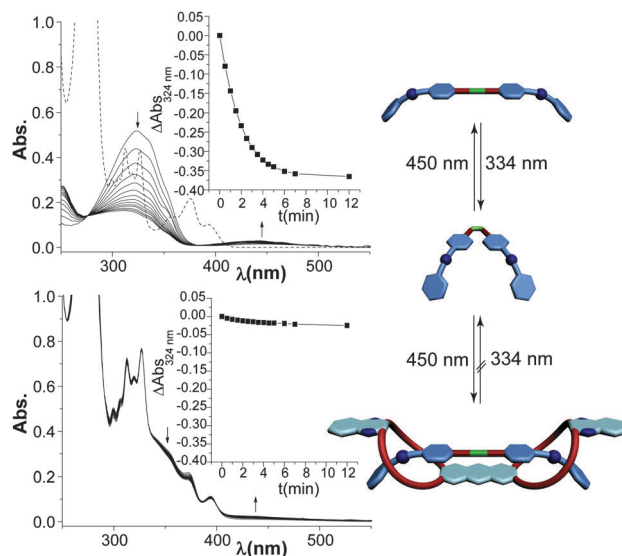 1.0
0.8
0.6
0.4
0.2
0.0
Abs.
300
400
500
λ(nm)
0.05
0.00
-0.05
-0.10
-0.15
-0.20
-0.25
-0.30
-0.35
-0.40
ΔAbs324 nm
0 2 4 6 8 10 12
t(min)
450 nm
334 nm
1.0
0.8
0.6
0.4
0.2
0.0
Abs.
300
400
500
λ(nm)
0.05
0.00
-0.05
-0.10
-0.15
-0.20
-0.25
-0.30
-0.35
-0.40
ΔAbs324 nm
0 2 4 6 8 10 12
t(min)
450 nm
334 nm